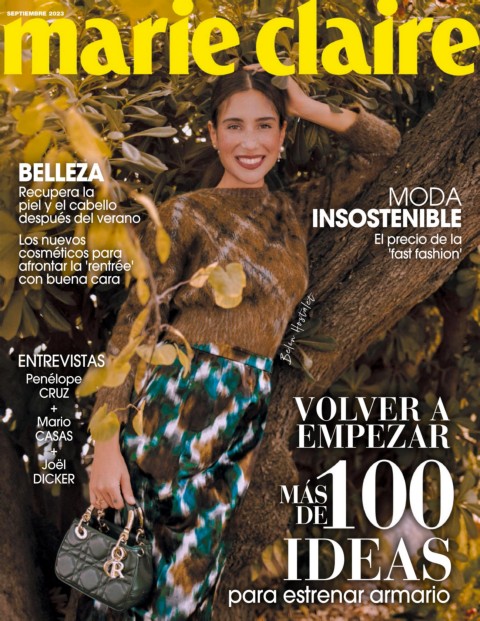 SEPTIEMBRE 2023
marie claire
BELLEZA
Recupera la
piel y el cabello
después del verano
Los nuevos
cosméticos para
afrontar la 'rentrée'
con buena cara
MODA
INSOSTENIBLE
El precio de la
'fast fashion'
Belén Hostalet
ENTREVISTAS
Penélope
CRUZ
+
Mario
CASAS
+
Joël
DICKER
VOLVER A
EMPEZAR
MÁS
DE 100
IDEAS
para estrenar armario